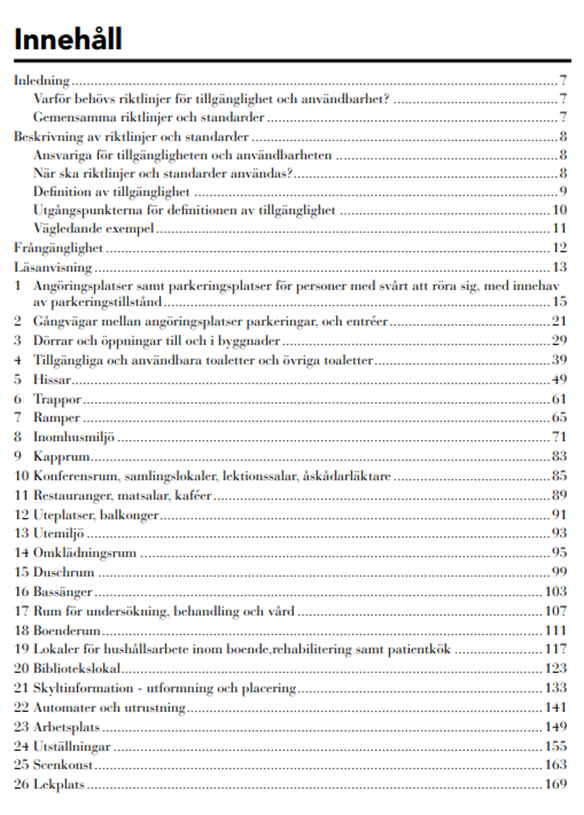 Innehåll
Inledning ........ 7
Varför behövs riktlinjer för tillgänglighet och användbarhet? ........ 7
Gemensamma riktlinjer och standarder ........ 7
Beskrivning av riktlinjer och standarder ........ 8
Ansvariga för tillgängligheten och användbarheten ........ 8
När ska riktlinjer och standarder användas? ........ 8
Definition av tillgänglighet ........ 9
Utgångspunkterna för definitionen av tillgänglighet ........ 10
Vägledande exempel ........ 11
Frångänglighet ........ 12
Läsanvisning ........ 13
1 Angöringsplatser samt parkeringsplatser för personer med svårt att röra sig, med innehav
av parkeringstillstånd ........ 15
2 Gångvägar mellan angöringsplatser parkeringar, och entréer ........ 21
3 Dörrar och öppningar till och i byggnader ........ 29
4 Tillgängliga och användbara toaletter och övriga toaletter ........ 39
5 Hissar ........ 49
6 Trappor ........ 61
7 Ramper ........ 65
8 Inomhusmiljö ........ 71
9 Kapprum ........ 83
10 Konferensrum, samlingslokaler, lektionssalar, åskådarläktare ........ 85
11 Restauranger, matsalar, kaféer ........ 89
12 Uteplatser, balkonger ........ 91
13 Utemiljö ........ 93
14 Omklädningsrum ........ 95
15 Duschrum ........ 99
16 Bassänger ........ 103
17 Rum för undersökning, behandling och vård ........ 107
18 Boenderum ........ 111
19 Lokaler för hushållsarbete inom boende,rehabilitering samt patientkök ........ 117
20 Bibliotekslokal ........ 123
21 Skyltinformation - utformning och placering ........ 133
22 Automater och utrustning ........ 141
23 Arbetsplats ........ 149
24 Utställningar ........ 155
25 Scenkonst ........ 163
26 Lekplats ........ 169